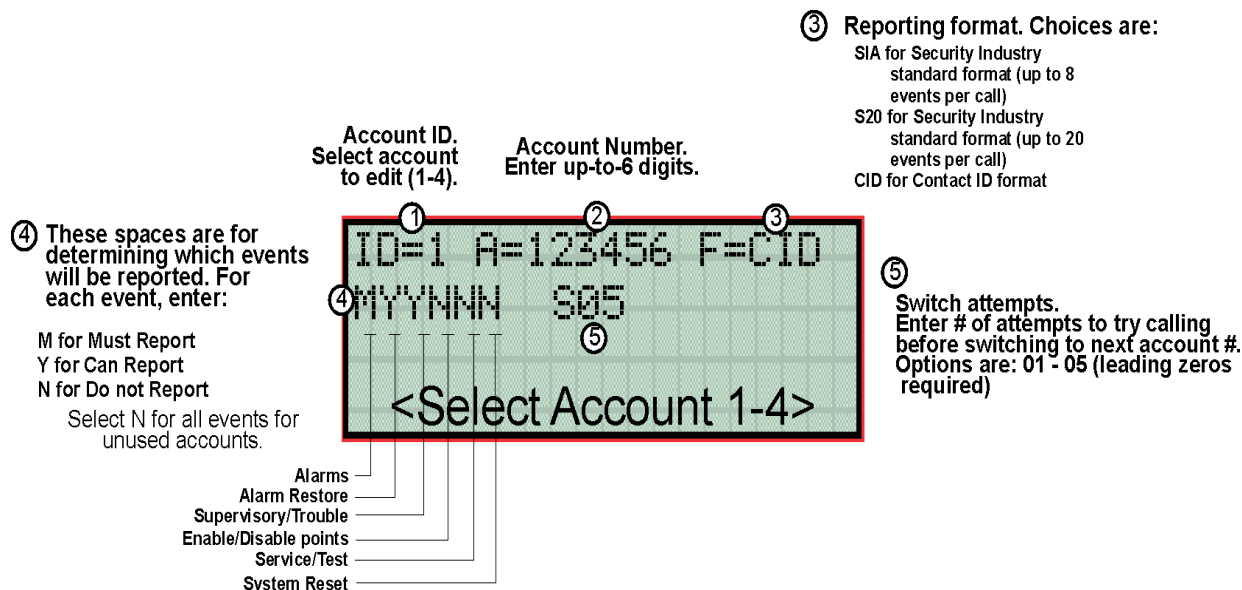 ③ Reporting format. Choices are:
SIA for Security Industry
standard format (up to 8
events per call)
S20 for Security Industry
standard format (up to 20
events per call)
CID for Contact ID format
Account ID.
Select account
to edit (1-4).
Account Number.
Enter up-to-6 digits.
④ These spaces are for
determining which events
will be reported. For
each event, enter:
M for Must Report
Y for Can Report
N for Do not Report
Select N for all events for
unused accounts.
① ② ③
ID=1 A=123456 F=CID
④ MYYNNN S05
⑤
<Select Account 1-4>
⑤
Switch attempts.
Enter # of attempts to try calling
before switching to next account #.
Options are: 01 - 05 (leading zeros
required)
Alarms
Alarm Restore
Supervisory/Trouble
Enable/Disable points
Service/Test
System Reset